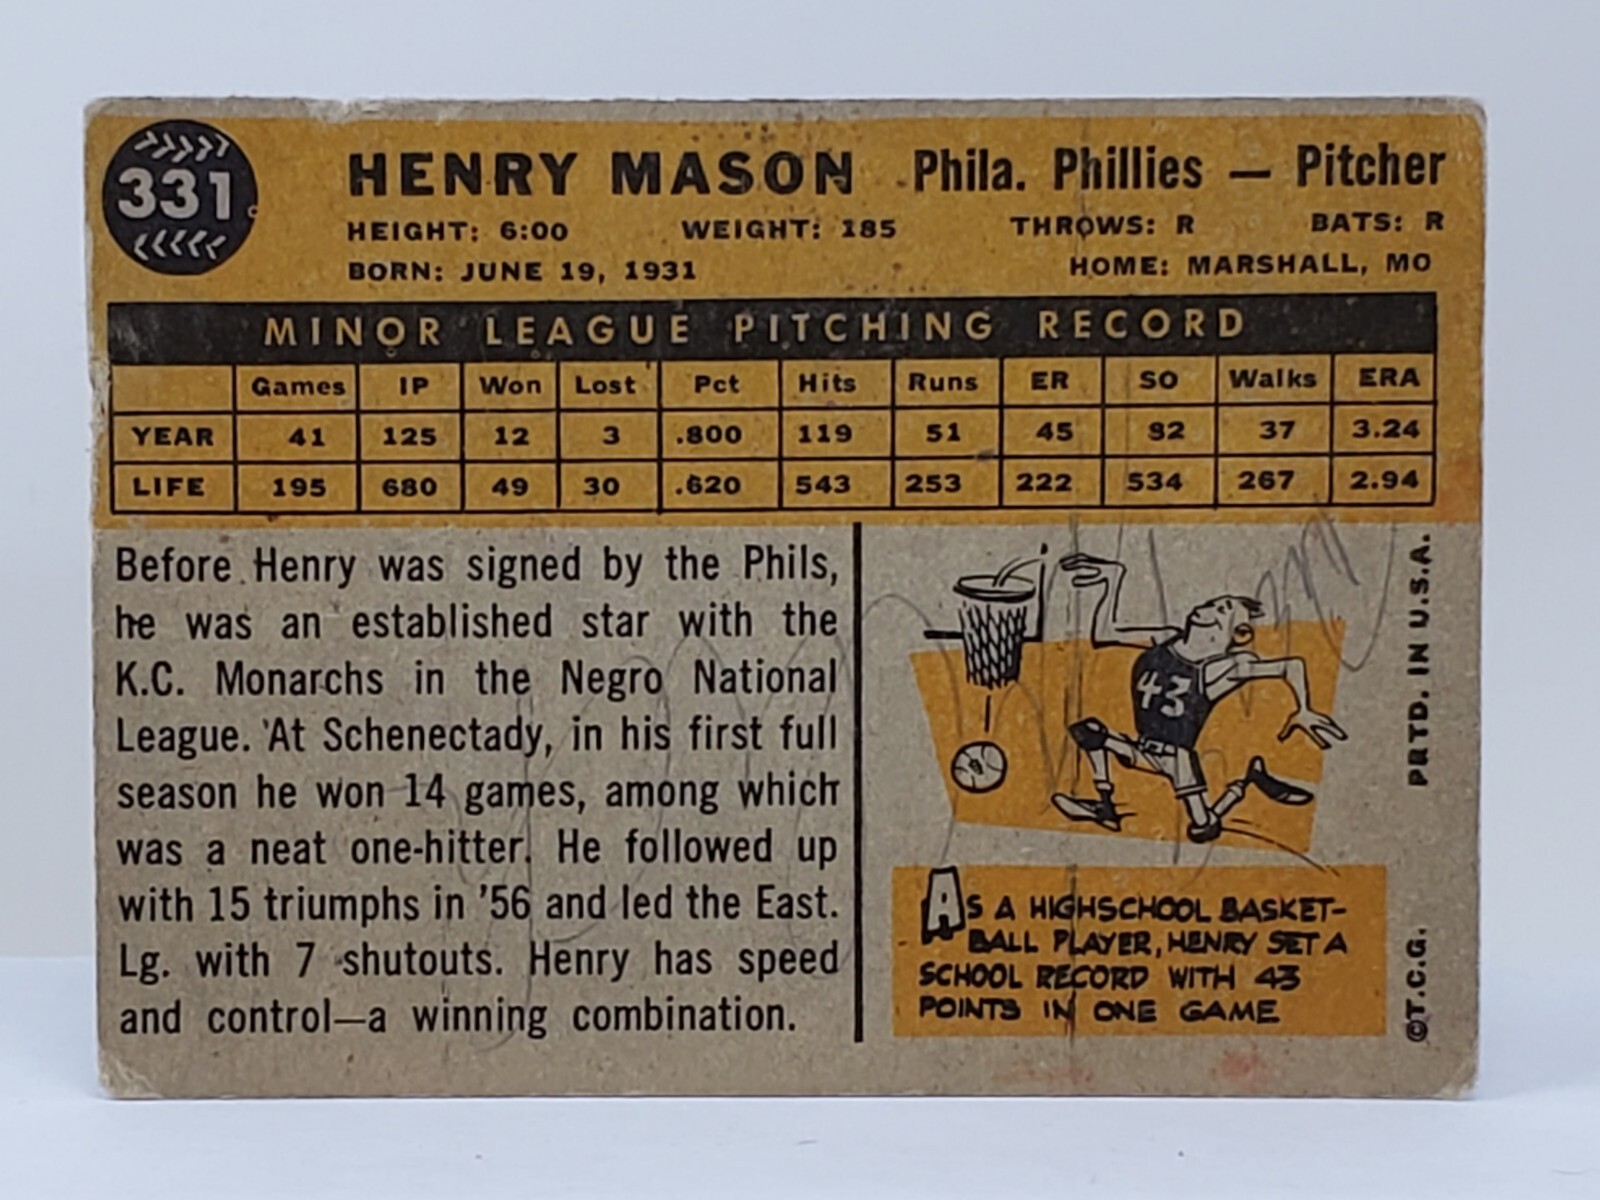 331
HENRY MASON Phila. Phillies — Pitcher
HEIGHT: 6:00 WEIGHT: 185 THROWS: R BATS: R
BORN: JUNE 19, 1931 HOME: MARSHALL, MO
MINOR LEAGUE PITCHING RECORD
Games IP Won Lost Pct Hits Runs ER SO Walks ERA
YEAR 41 125 12 3 .800 119 51 45 92 37 3.24
LIFE 195 680 49 30 .620 543 253 222 534 267 2.94
Before Henry was signed by the Phils,
he was an established star with the
K.C. Monarchs in the Negro National
League. At Schenectady, in his first full
season he won 14 games, among which
was a neat one-hitter. He followed up
with 15 triumphs in '56 and led the East.
Lg. with 7 shutouts. Henry has speed
and control—a winning combination.
43
AS A HIGHSCHOOL BASKET-
BALL PLAYER, HENRY SET A
SCHOOL RECORD WITH 43
POINTS IN ONE GAME
©T.C.G. PRTD. IN U.S.A.